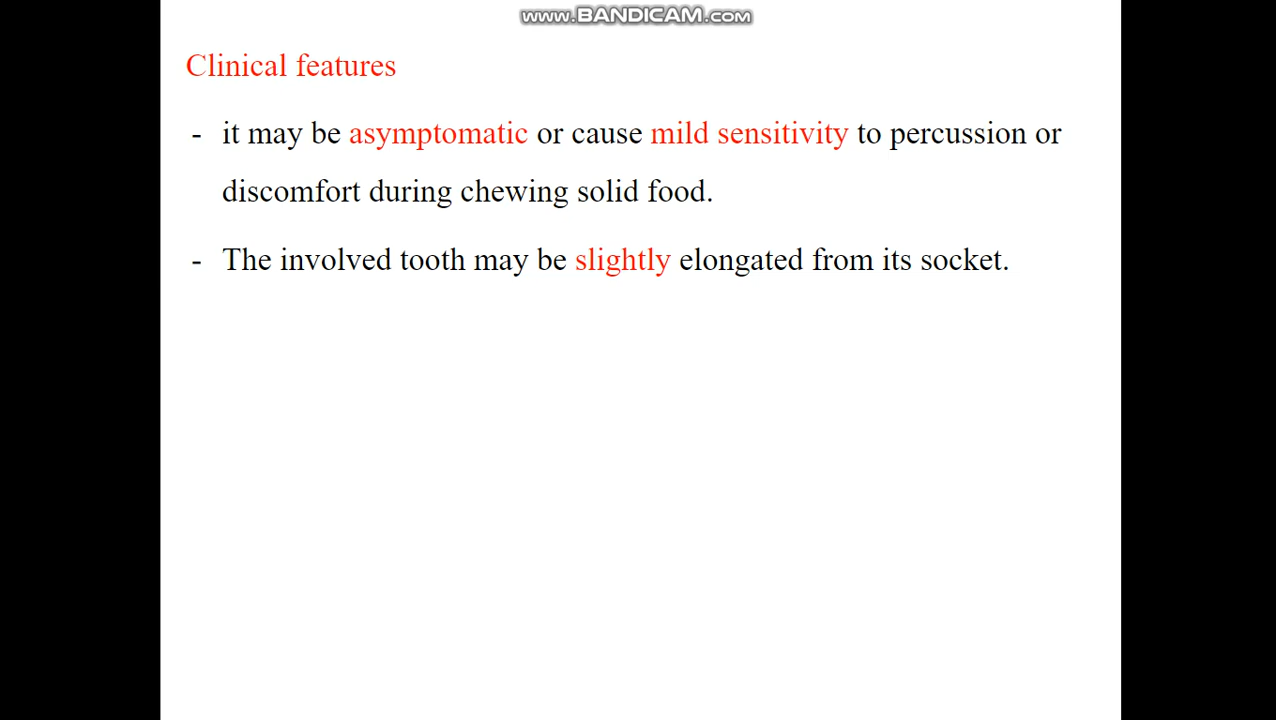 www.BANDICAM.com
Clinical features
- it may be asymptomatic or cause mild sensitivity to percussion or
discomfort during chewing solid food.
- The involved tooth may be slightly elongated from its socket.